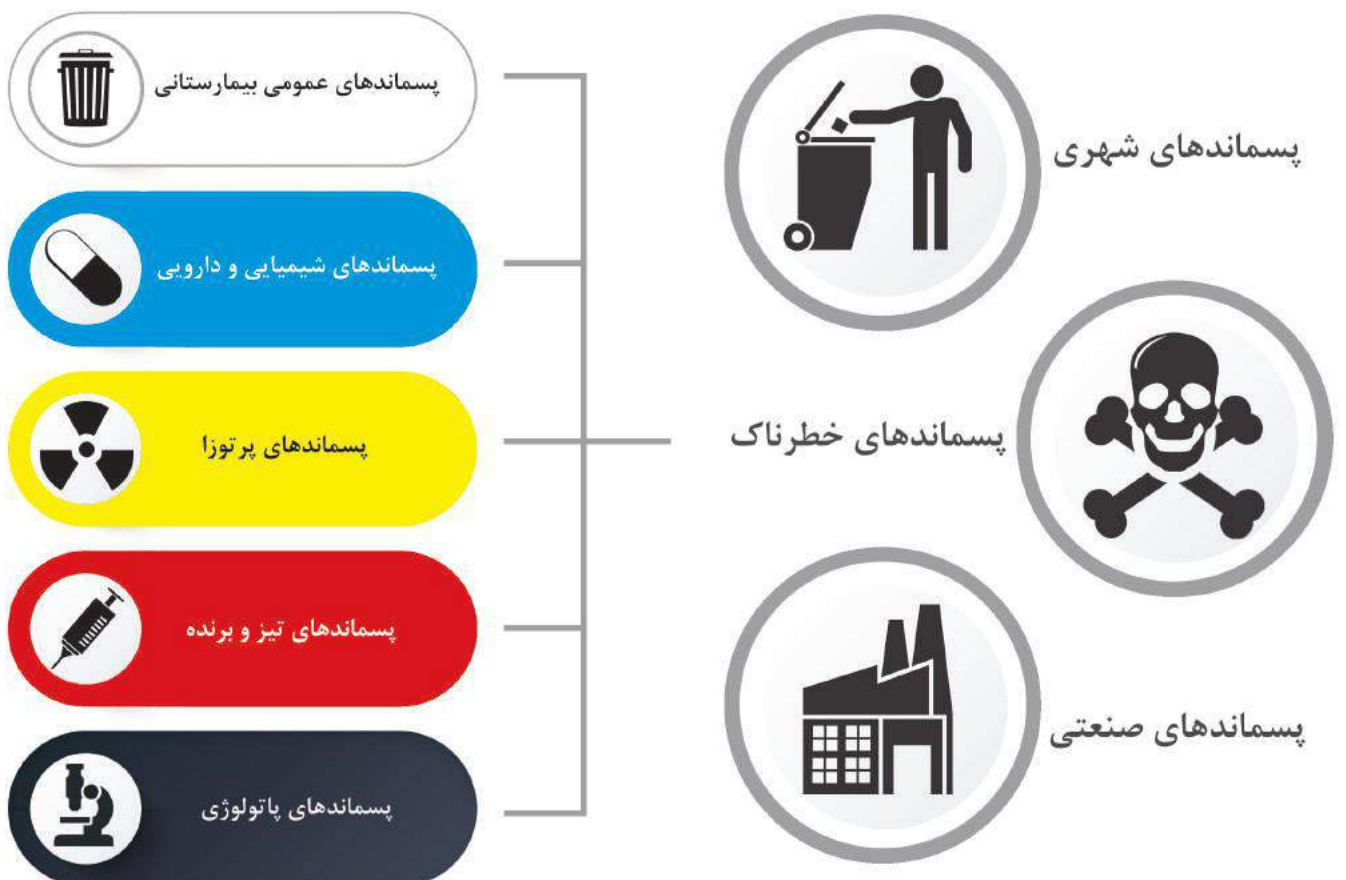 پسماندهای شهری
پسماندهای خطرناک
پسماندهای صنعتی
پسماندهای عمومی بیمارستانی
پسماندهای شیمیایی و دارویی
پسماندهای پرتوزا
پسماندهای تیز و برنده
پسماندهای پاتولوژی